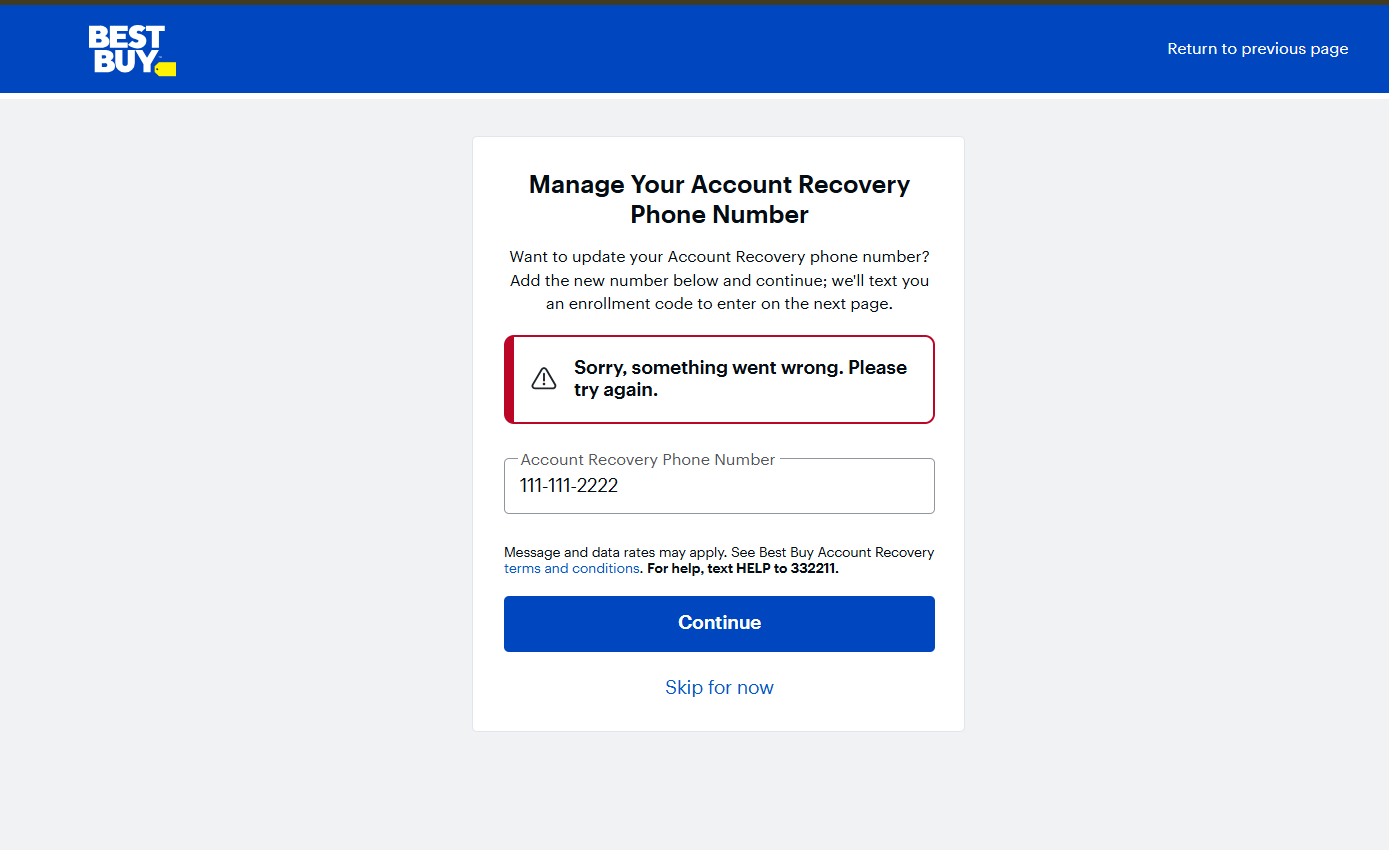 BEST
BUY
Return to previous page
Manage Your Account Recovery
Phone Number
Want to update your Account Recovery phone number?
Add the new number below and continue; we'll text you
an enrollment code to enter on the next page.
Sorry, something went wrong. Please
try again.
Account Recovery Phone Number
111-111-2222
Message and data rates may apply. See Best Buy Account Recovery
terms and conditions. For help, text HELP to 332211.
Continue
Skip for now